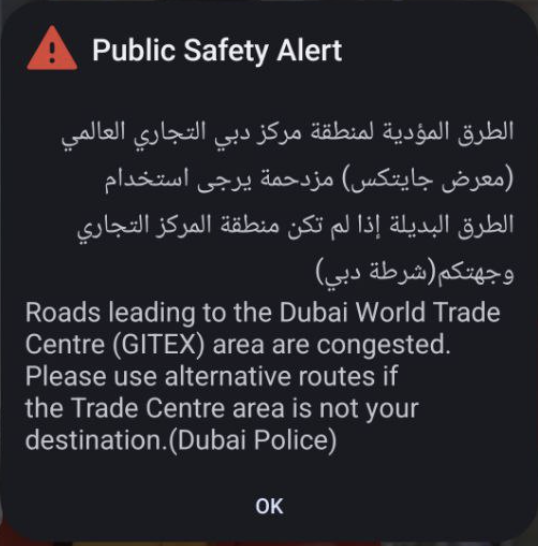 Public Safety Alert
الطرق المؤدية لمنطقة مركز دبي التجاري العالمي
(معرض جايتكس) مزدحمة يرجى استخدام
الطرق البديلة إذا لم تكن منطقة المركز التجاري
وجهتكم(شرطة دبي)
Roads leading to the Dubai World Trade
Centre (GITEX) area are congested.
Please use alternative routes if
the Trade Centre area is not your
destination.(Dubai Police)
OK